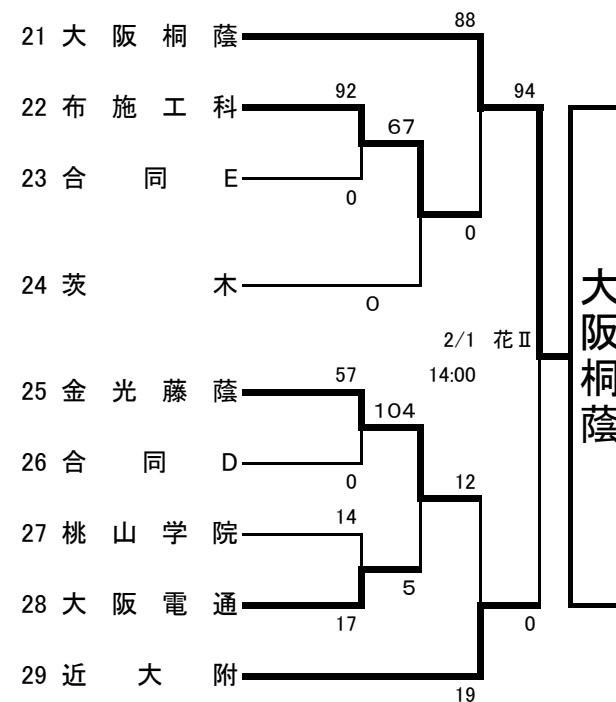 88
21 大阪桐蔭
92
94
22 布施工科
67
23 合同E
0
0
24 茨木
0
2/1 花Ⅱ
14:00
大阪桐蔭
57
25 金光藤蔭
104
26 合同D
0
12
14
27 桃山学院
5
28 大阪電通
17
0
29 近大附
19